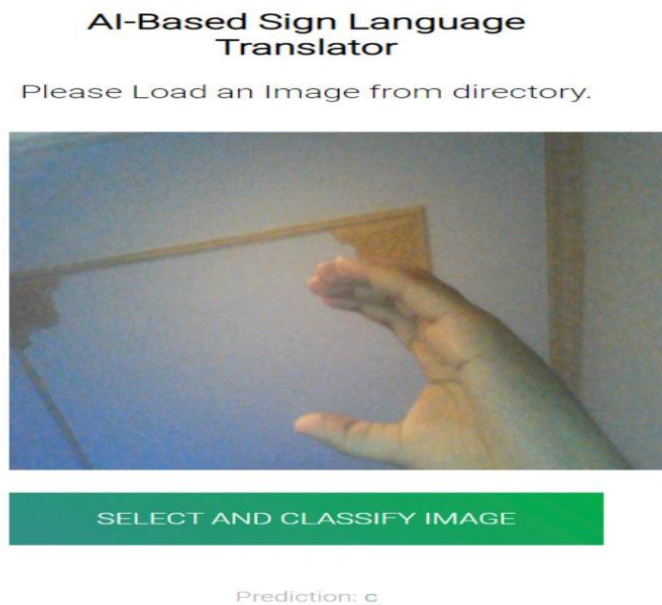 AI-Based Sign Language
Translator
Please Load an Image from directory.
SELECT AND CLASSIFY IMAGE
Prediction: c